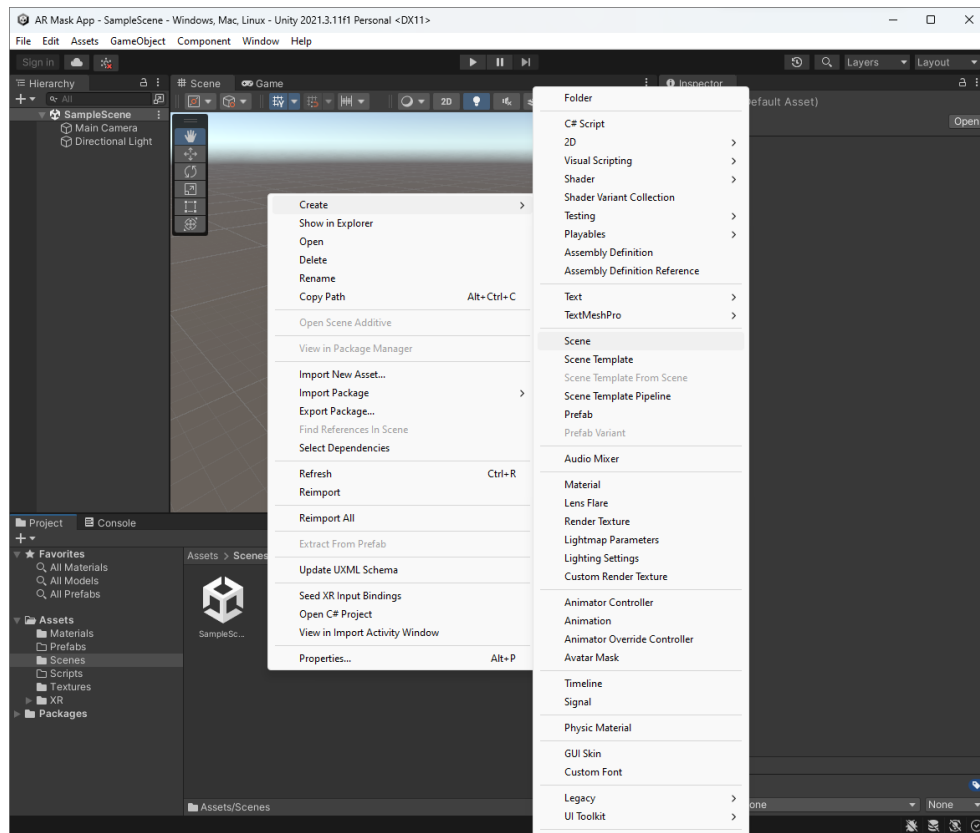 AR Mask App - SampleScene - Windows, Mac, Linux - Unity 2021.3.11f1 Personal <DX11>
File Edit Assets GameObject Component Window Help
Sign in
Layers
Layout
Hierarchy
Scene
Game
Inspector
All
2D
SampleScene
Main Camera
Directional Light
efault Asset)
Open
Create
Show in Explorer
Open
Delete
Rename
Copy Path Alt+Ctrl+C
Open Scene Additive
View in Package Manager
Import New Asset...
Import Package
Export Package...
Find References In Scene
Select Dependencies
Refresh Ctrl+R
Reimport
Reimport All
Extract From Prefab
Update UXML Schema
Seed XR Input Bindings
Open C# Project
View in Import Activity Window
Properties... Alt+P
Folder
C# Script
2D
Visual Scripting
Shader
Shader Variant Collection
Testing
Playables
Assembly Definition
Assembly Definition Reference
Text
TextMeshPro
Scene
Scene Template
Scene Template From Scene
Scene Template Pipeline
Prefab
Prefab Variant
Audio Mixer
Material
Lens Flare
Render Texture
Lightmap Parameters
Lighting Settings
Custom Render Texture
Animator Controller
Animation
Animator Override Controller
Avatar Mask
Timeline
Signal
Physic Material
GUI Skin
Custom Font
Legacy
UI Toolkit
Project
Console
Favorites
All Materials
All Models
All Prefabs
Assets
Materials
Prefabs
Scenes
Scripts
Textures
XR
Packages
Assets > Scenes
SampleSc...
Assets/Scenes
one
None